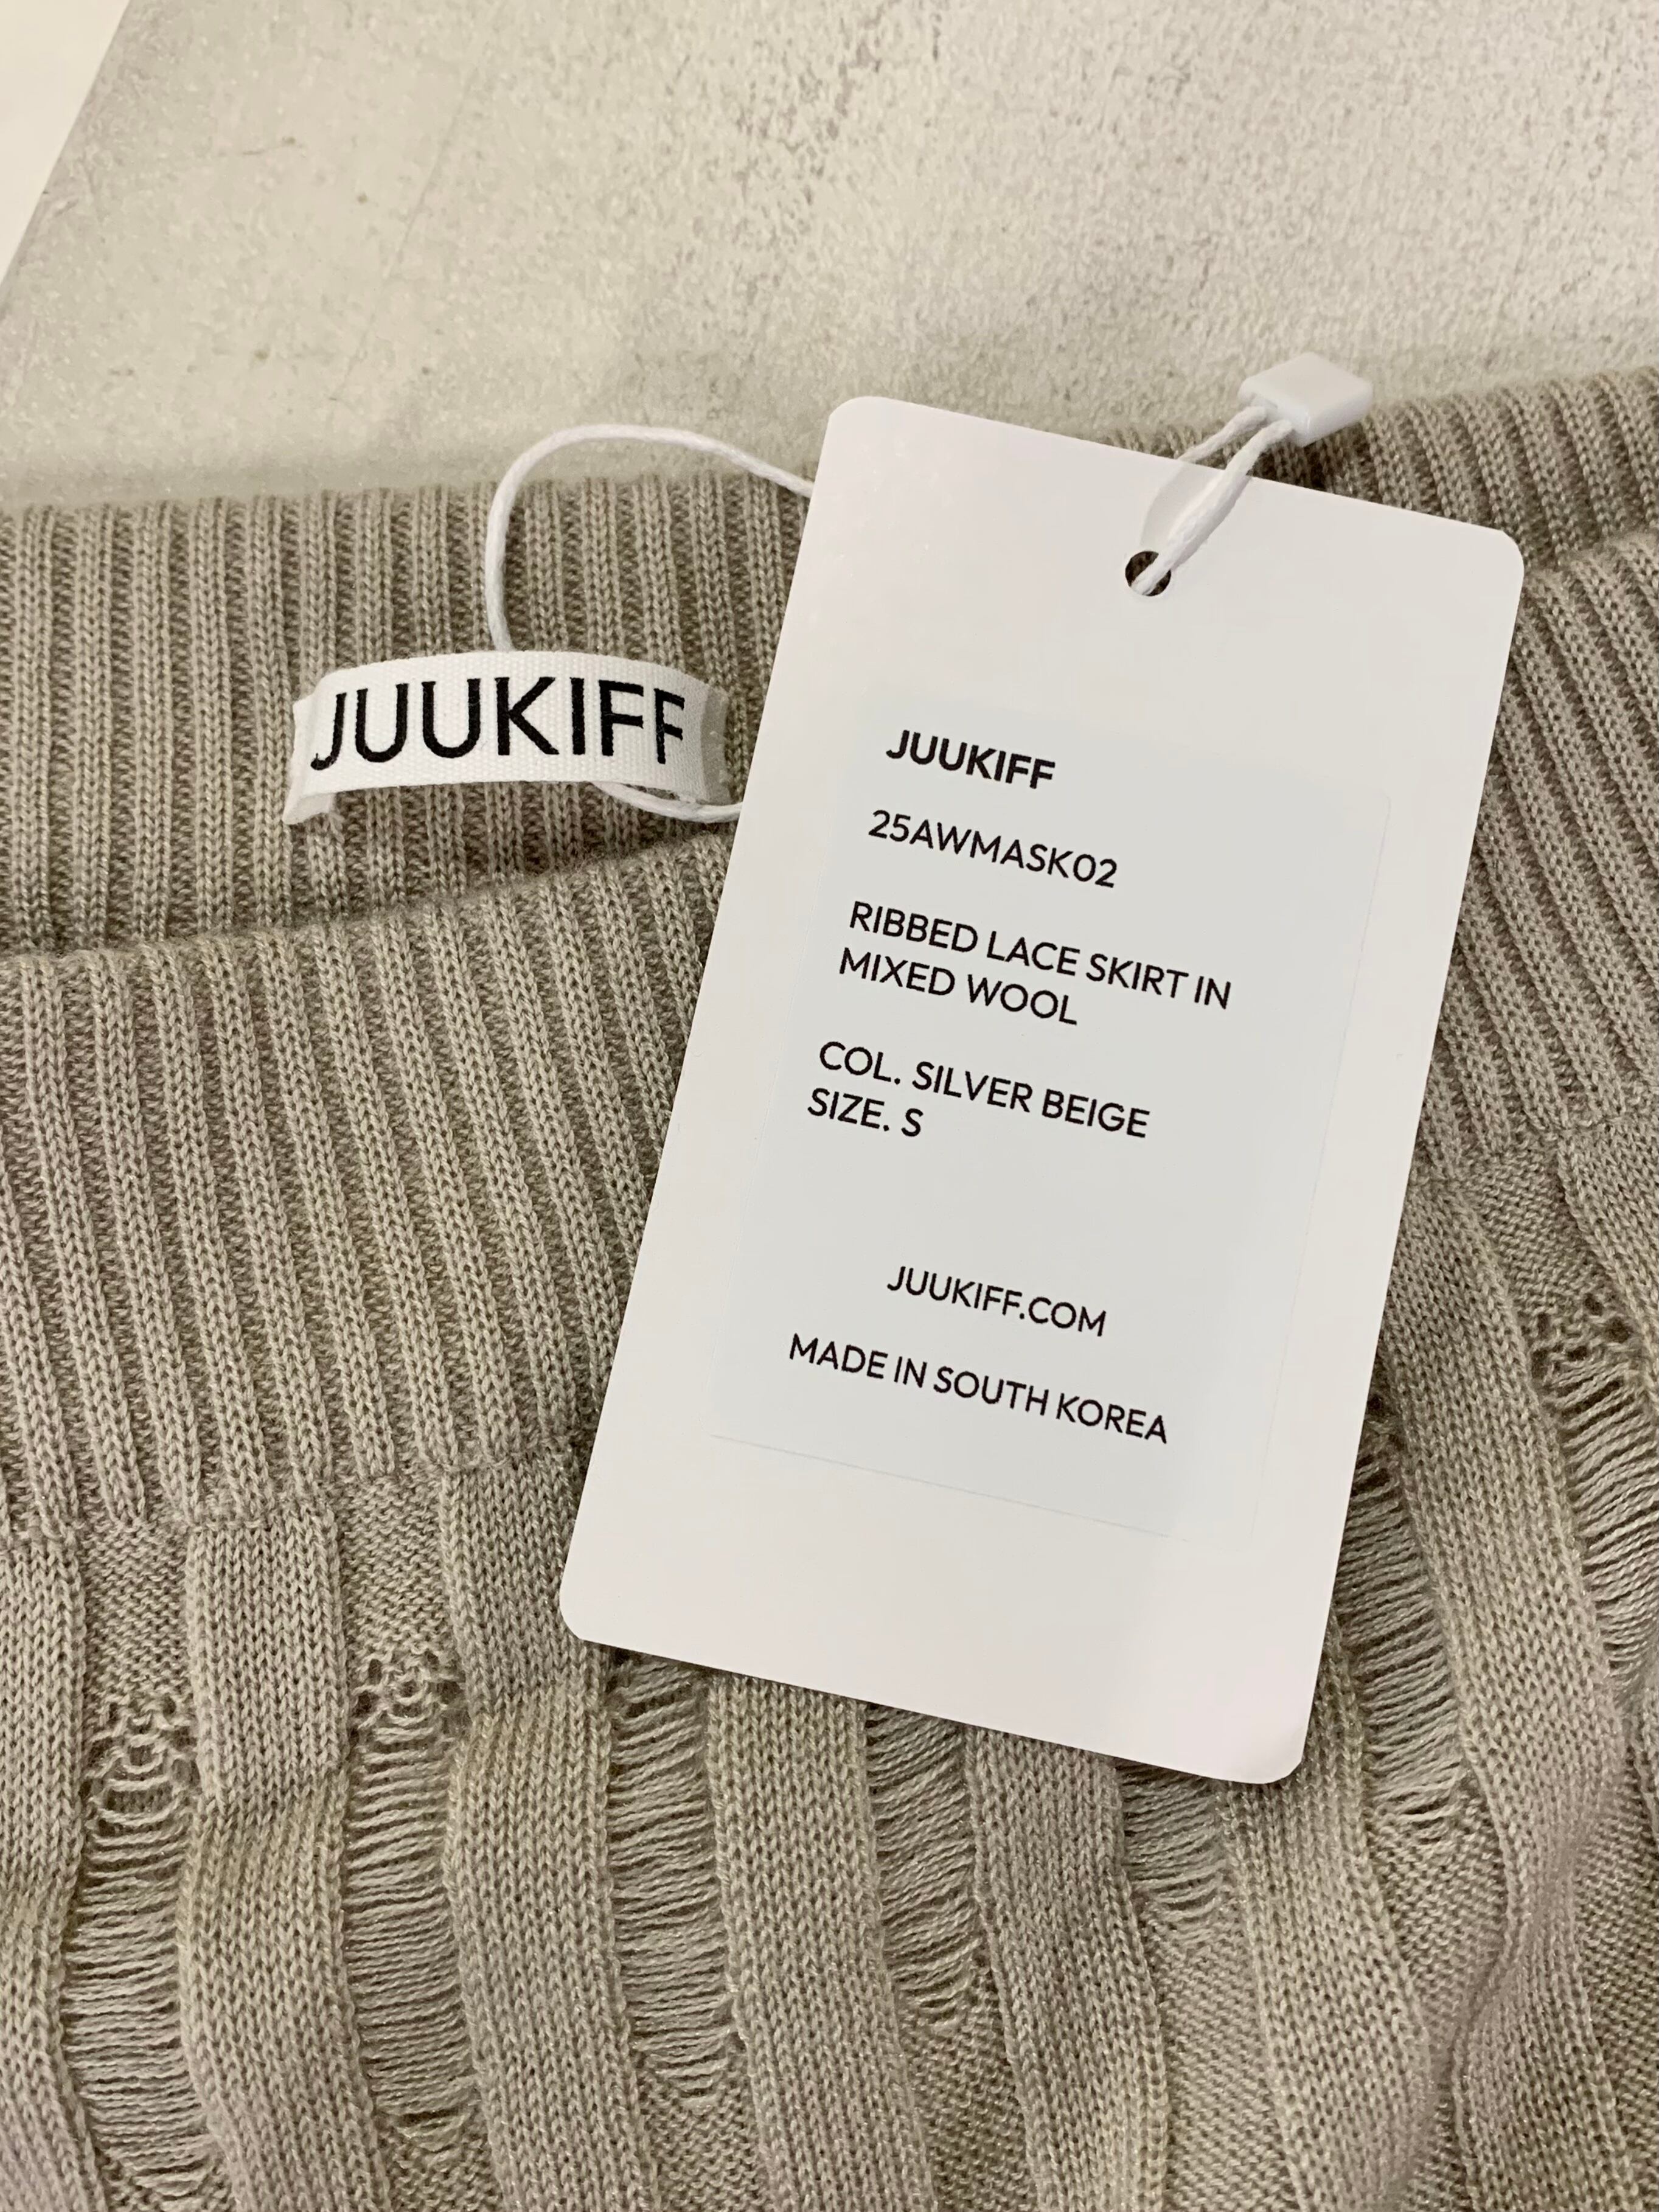 JUUKIFF
JUUKIFF
25AWMASK02
RIBBED LACE SKIRT IN
MIXED WOOL
COL. SILVER BEIGE
SIZE. S
JUUKIFF.COM
MADE IN SOUTH KOREA